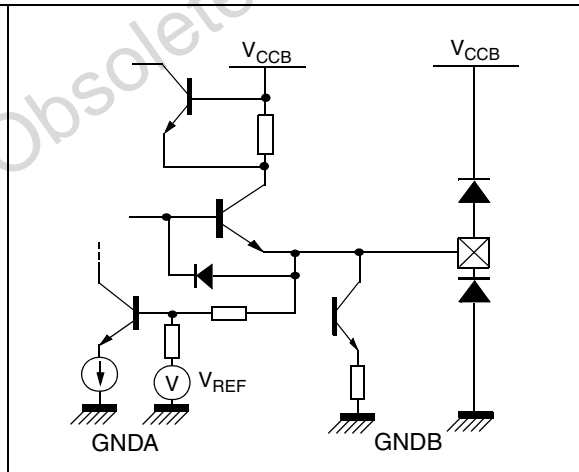 Obsolete
V_CCB
V_CCB
V
V_REF
GNDA
GNDB